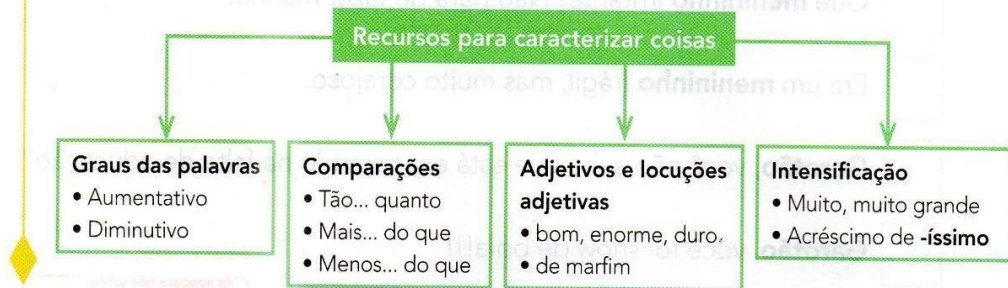 Recursos para caracterizar coisas
Graus das palavras
• Aumentativo
• Diminutivo
Comparações
• Tão... quanto
• Mais... do que
• Menos... do que
Adjetivos e locuções
adjetivas
• bom, enorme, duro,
• de marfim
Intensificação
• Muito, muito grande
• Acréscimo de -íssimo